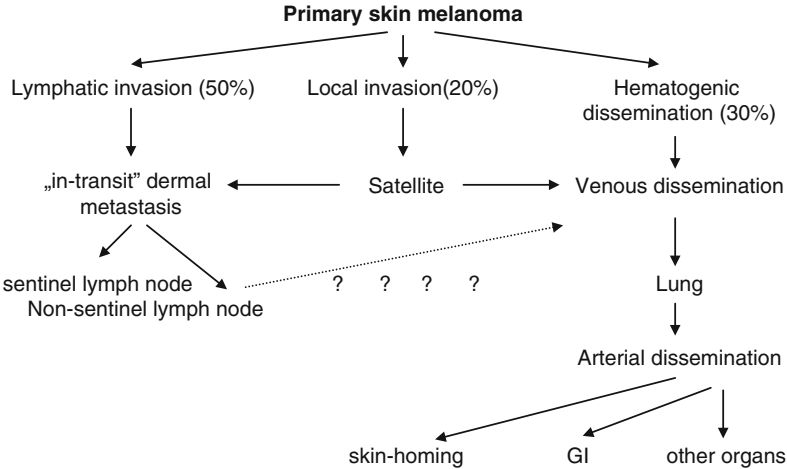 Primary skin melanoma
Lymphatic invasion (50%)
Local invasion(20%)
Hematogenic
dissemination (30%)
„in-transit” dermal
metastasis
Satellite
Venous dissemination
sentinel lymph node
Non-sentinel lymph node
? ? ? ?
Lung
Arterial dissemination
skin-homing
GI
other organs